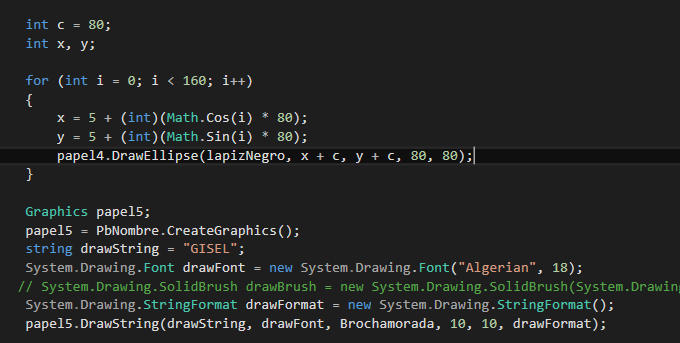 int c = 80;
int x, y;
for (int i = 0; i < 160; i++)
{
x = 5 + (int)(Math.Cos(i) * 80);
y = 5 + (int)(Math.Sin(i) * 80);
papel4.DrawEllipse(lapizNegro, x + c, y + c, 80, 80);
}
Graphics papel5;
papel5 = PbNombre.CreateGraphics();
string drawString = "GISEL";
System.Drawing.Font drawFont = new System.Drawing.Font("Algerian", 18);
// System.Drawing.SolidBrush drawBrush = new System.Drawing.SolidBrush(System.Drawing
System.Drawing.StringFormat drawFormat = new System.Drawing.StringFormat();
papel5.DrawString(drawString, drawFont, Brochamorada, 10, 10, drawFormat);